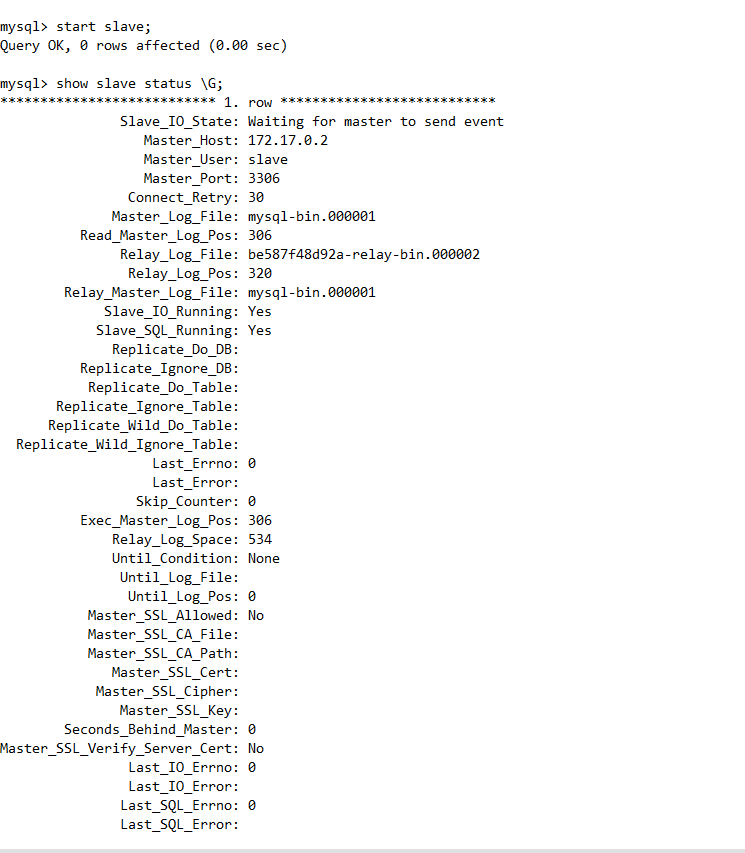 mysql> start slave;
Query OK, 0 rows affected (0.00 sec)
mysql> show slave status \G;
*************************** 1. row ***************************
Slave_IO_State: Waiting for master to send event
Master_Host: 172.17.0.2
Master_User: slave
Master_Port: 3306
Connect_Retry: 30
Master_Log_File: mysql-bin.000001
Read_Master_Log_Pos: 306
Relay_Log_File: be587f48d92a-relay-bin.000002
Relay_Log_Pos: 320
Relay_Master_Log_File: mysql-bin.000001
Slave_IO_Running: Yes
Slave_SQL_Running: Yes
Replicate_Do_DB:
Replicate_Ignore_DB:
Replicate_Do_Table:
Replicate_Ignore_Table:
Replicate_Wild_Do_Table:
Replicate_Wild_Ignore_Table:
Last_Errno: 0
Last_Error:
Skip_Counter: 0
Exec_Master_Log_Pos: 306
Relay_Log_Space: 534
Until_Condition: None
Until_Log_File:
Until_Log_Pos: 0
Master_SSL_Allowed: No
Master_SSL_CA_File:
Master_SSL_CA_Path:
Master_SSL_Cert:
Master_SSL_Cipher:
Master_SSL_Key:
Seconds_Behind_Master: 0
Master_SSL_Verify_Server_Cert: No
Last_IO_Errno: 0
Last_IO_Error:
Last_SQL_Errno: 0
Last_SQL_Error: